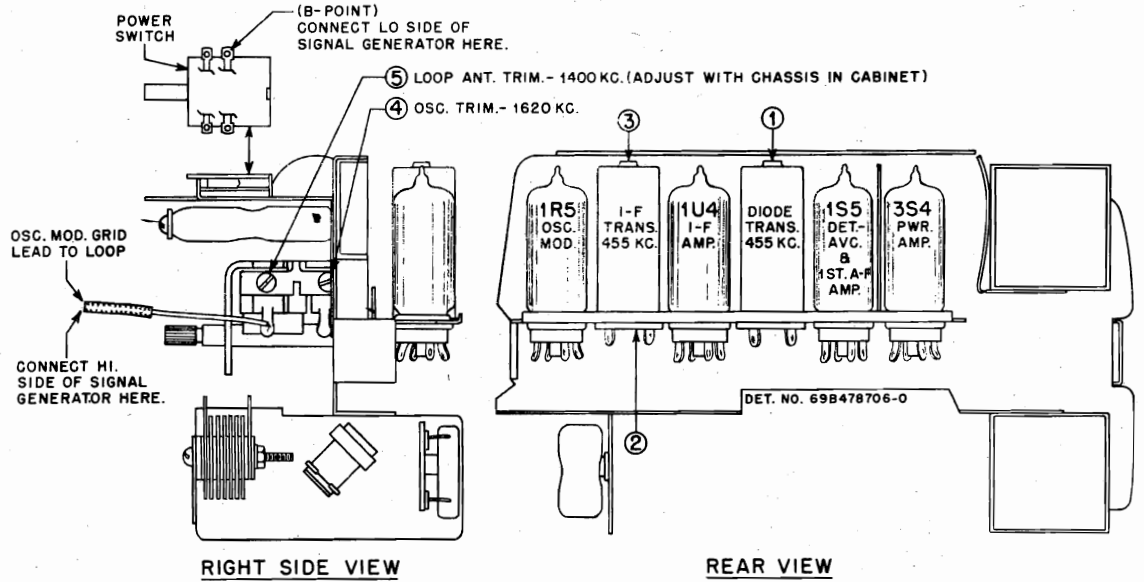 POWER
SWITCH
(B-POINT)
CONNECT LO SIDE OF
SIGNAL GENERATOR HERE.
5 LOOP ANT. TRIM.- 1400 KC. (ADJUST WITH CHASSIS IN CABINET)
4 OSC. TRIM.- 1620 KC.
OSC. MOD. GRID
LEAD TO LOOP
CONNECT HI.
SIDE OF SIGNAL
GENERATOR HERE.
RIGHT SIDE VIEW
3
1
1R5
OSC.
MOD.
I-F
TRANS.
455 KC.
1U4
I-F
AMP.
DIODE
TRANS.
455 KC.
1S5
DET.-
AVC.
&
1ST. A-F
AMP.
3S4
PWR.
AMP.
DET. NO. 69B478706-0
2
REAR VIEW